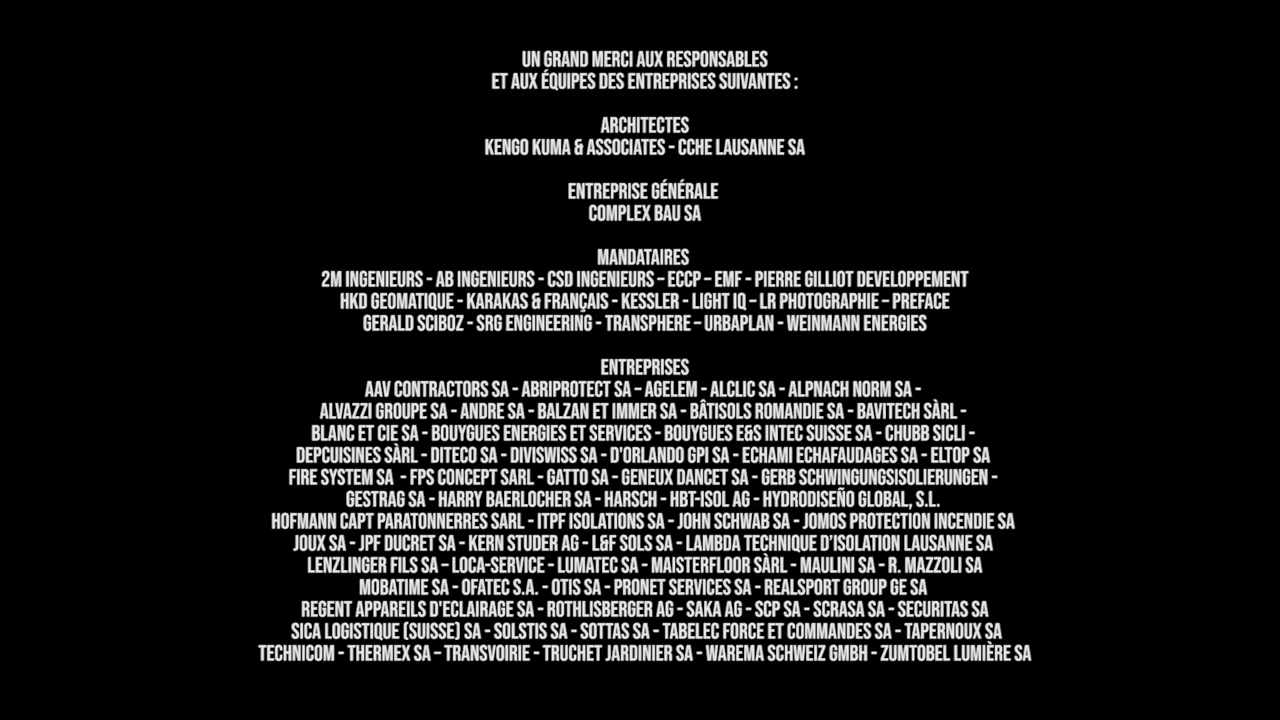 UN GRAND MERCI AUX RESPONSABLES
ET AUX ÉQUIPES DES ENTREPRISES SUIVANTES :
ARCHITECTES
KENGO KUMA & ASSOCIATES - CCHE LAUSANNE SA
ENTREPRISE GÉNÉRALE
COMPLEX BAU SA
MANDATAIRES
2M INGENIEURS - AB INGENIEURS - CSD INGENIEURS – ECCP – EMF - PIERRE GILLIOT DEVELOPPEMENT
HKD GEOMATIQUE - KARAKAS & FRANÇAIS - KESSLER - LIGHT IQ – LR PHOTOGRAPHIE – PREFACE
GERALD SCIBOZ - SRG ENGINEERING - TRANSPHERE – URBAPLAN - WEINMANN ENERGIES
ENTREPRISES
AAV CONTRACTORS SA - ABRIPROTECT SA – AGELEM - ALCLIC SA - ALPNACH NORM SA -
ALVAZZI GROUPE SA - ANDRE SA - BALZAN ET IMMER SA - BÂTISOLS ROMANDIE SA - BAVITECH SÀRL -
BLANC ET CIE SA - BOUYGUES ENERGIES ET SERVICES - BOUYGUES E&S INTEC SUISSE SA - CHUBB SICLI -
DEPCUISINES SÀRL - DITECO SA - DIVISWISS SA - D'ORLANDO GPI SA - ECHAMI ECHAFAUDAGES SA - ELTOP SA
FIRE SYSTEM SA - FPS CONCEPT SARL - GATTO SA - GENEUX DANCET SA - GERB SCHWINGUNGSISOLIERUNGEN -
GESTRAG SA - HARRY BAERLOCHER SA - HARSCH - HBT-ISOL AG - HYDRODISEÑO GLOBAL, S.L.
HOFMANN CAPT PARATONNERRES SARL - ITPF ISOLATIONS SA - JOHN SCHWAB SA - JOMOS PROTECTION INCENDIE SA
JOUX SA - JPF DUCRET SA - KERN STUDER AG - L&F SOLS SA - LAMBDA TECHNIQUE D’ISOLATION LAUSANNE SA
LENZLINGER FILS SA – LOCA-SERVICE - LUMATEC SA - MAISTERFLOOR SÀRL - MAULINI SA - R. MAZZOLI SA
MOBATIME SA - OFATEC S.A. - OTIS SA - PRONET SERVICES SA - REALSPORT GROUP GE SA
REGENT APPAREILS D'ECLAIRAGE SA - ROTHLISBERGER AG - SAKA AG - SCP SA - SCRASA SA - SECURITAS SA
SICA LOGISTIQUE (SUISSE) SA - SOLSTIS SA - SOTTAS SA - TABELEC FORCE ET COMMANDES SA - TAPERNOUX SA
TECHNICOM - THERMEX SA – TRANSVOIRIE - TRUCHET JARDINIER SA - WAREMA SCHWEIZ GMBH - ZUMTOBEL LUMIÈRE SA